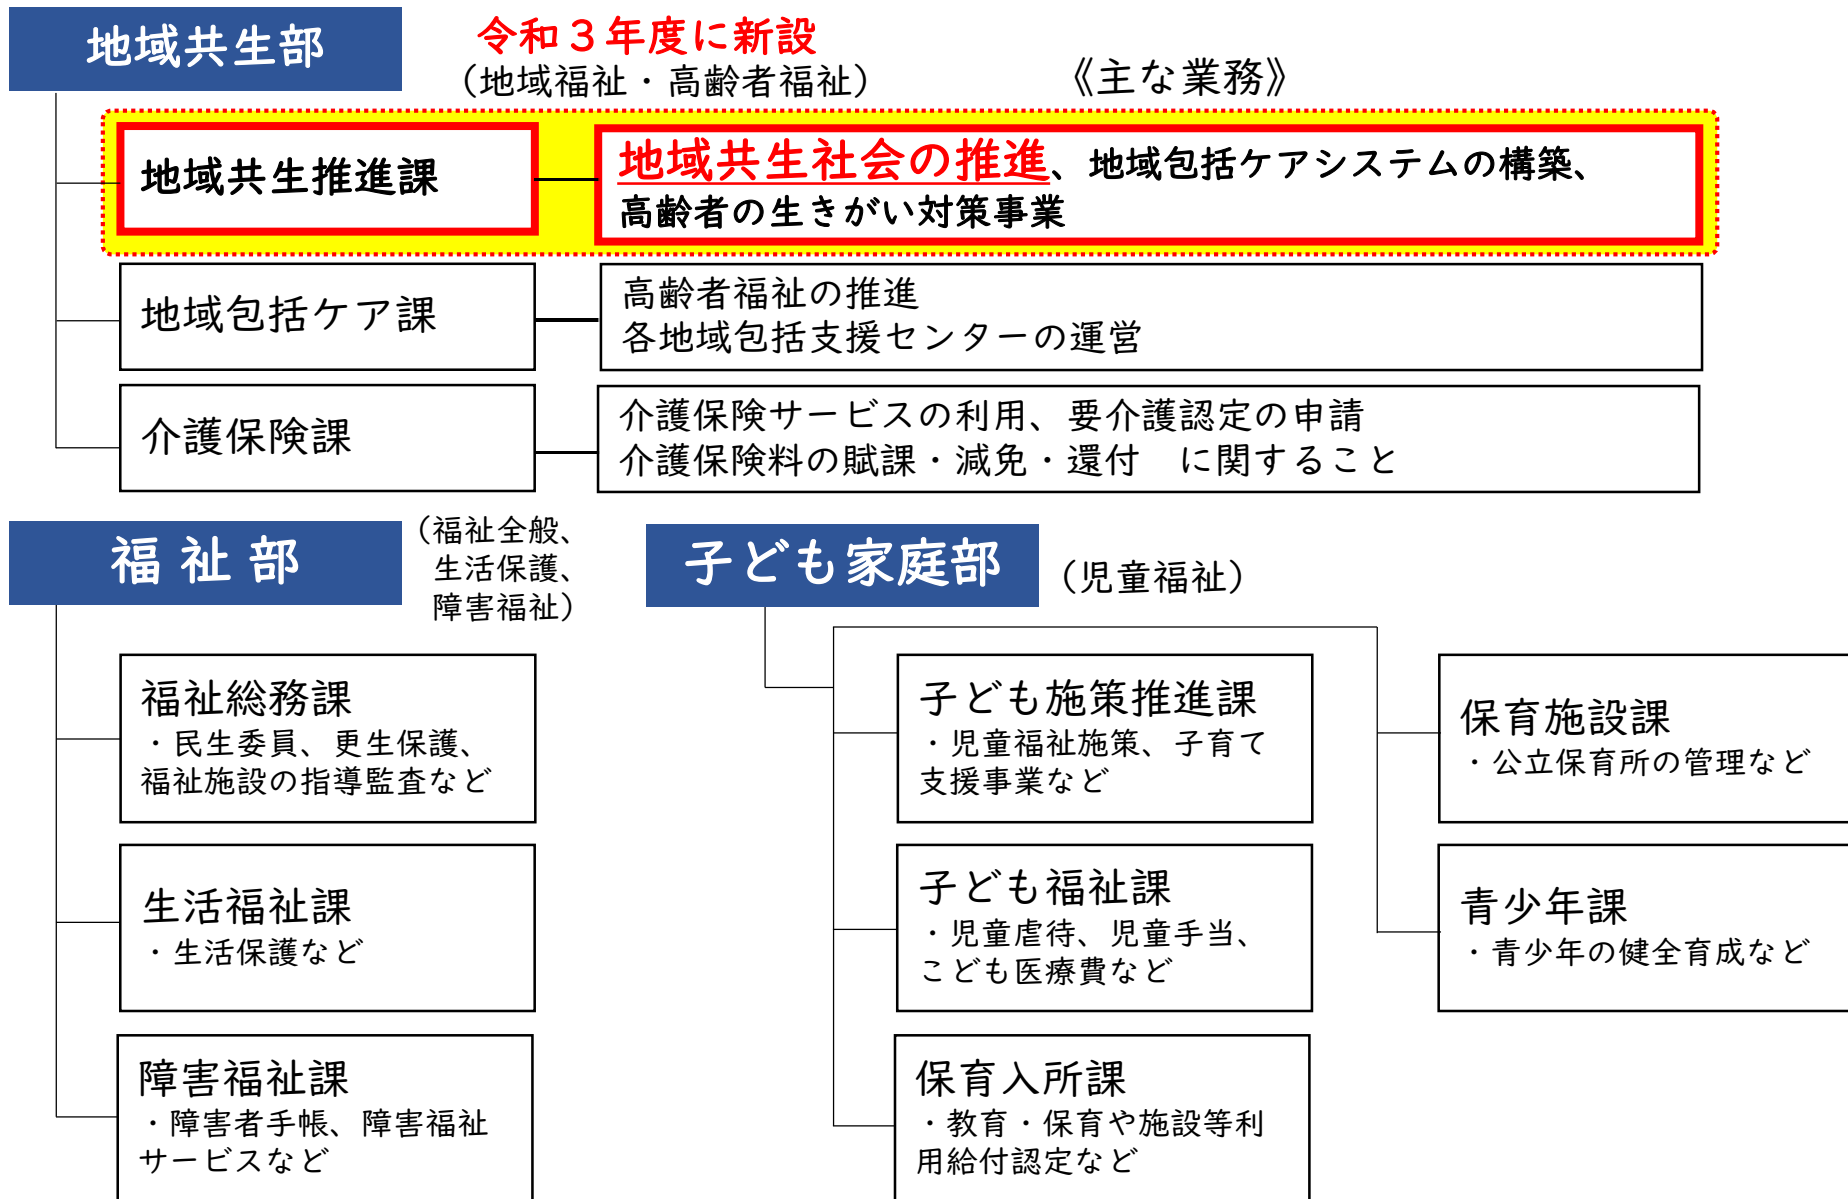 地域共生部
令和３年度に新設
（地域福祉・高齢者福祉）
《主な業務》
地域共生推進課
地域共生社会の推進、地域包括ケアシステムの構築、
高齢者の生きがい対策事業
地域包括ケア課
高齢者福祉の推進
各地域包括支援センターの運営
介護保険課
介護保険サービスの利用、要介護認定の申請
介護保険料の賦課・減免・還付　に関すること
福 祉 部
（福祉全般、
生活保護、
障害福祉）
福祉総務課
・民生委員、更生保護、
福祉施設の指導監査など
生活福祉課
・生活保護など
障害福祉課
・障害者手帳、障害福祉
サービスなど
子ども家庭部
（児童福祉）
子ども施策推進課
・児童福祉施策、子育て
支援事業など
子ども福祉課
・児童虐待、児童手当、
こども医療費など
保育入所課
・教育・保育や施設等利
用給付認定など
保育施設課
・公立保育所の管理など
青少年課
・青少年の健全育成など